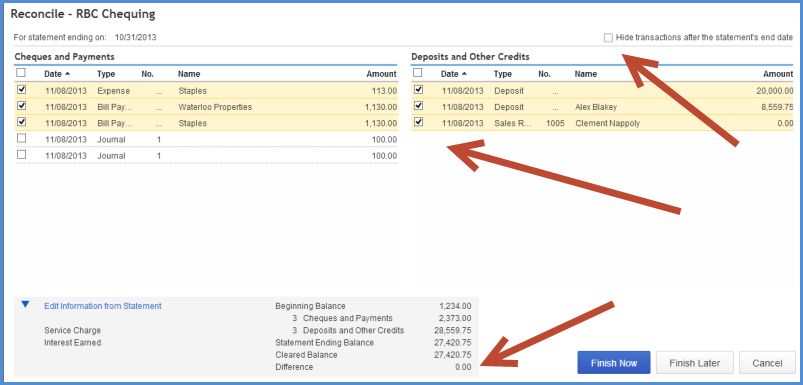 Reconcile - RBC Chequing
For statement ending on: 10/31/2013
Hide transactions after the statement's end date
Cheques and Payments
Date Type No. Name Amount
11/08/2013 Expense ... Staples 113.00
11/08/2013 Bill Pay... ... Waterloo Properties 1,130.00
11/08/2013 Bill Pay... ... Staples 1,130.00
11/08/2013 Journal 1 100.00
11/08/2013 Journal 1 100.00
Deposits and Other Credits
Date Type No. Name Amount
11/08/2013 Deposit ... 20,000.00
11/08/2013 Deposit ... Alex Blakey 8,559.75
11/08/2013 Sales R... 1005 Clement Nappoly 0.00
Edit Information from Statement
Service Charge
Interest Earned
Beginning Balance 1,234.00
3 Cheques and Payments 2,373.00
3 Deposits and Other Credits 28,559.75
Statement Ending Balance 27,420.75
Cleared Balance 27,420.75
Difference 0.00
Finish Now
Finish Later
Cancel